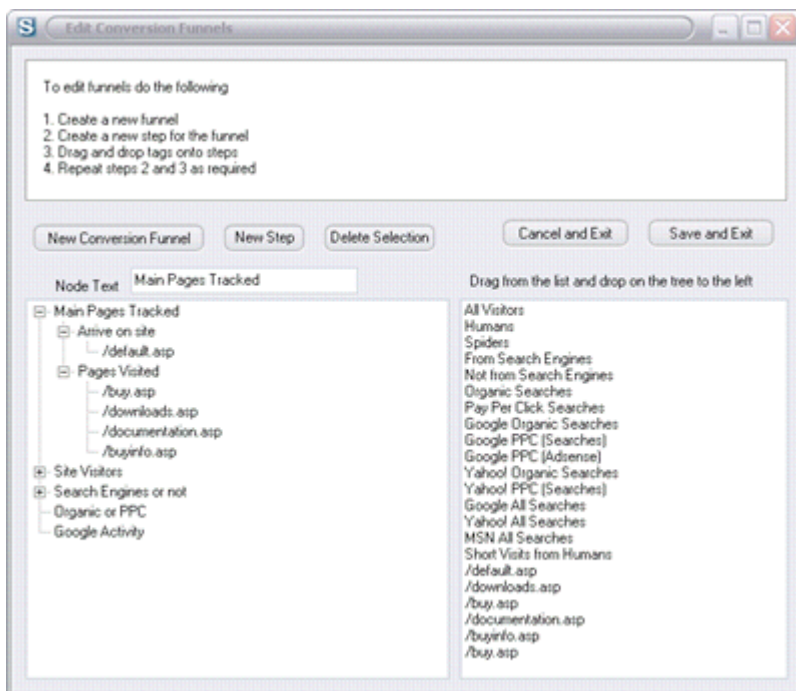 S
Edit Conversion Funnels
To edit funnels do the following
1. Create a new funnel
2. Create a new step for the funnel
3. Drag and drop tags onto steps
4. Repeat steps 2 and 3 as required
New Conversion Funnel New Step Delete Selection Cancel and Exit Save and Exit
Node Text Main Pages Tracked
Main Pages Tracked
Arrive on site
/default.asp
Pages Visited
/buy.asp
/downloads.asp
/documentation.asp
/buyinfo.asp
Site Visitors
Search Engines or not
Organic or PPC
Google Activity
Drag from the list and drop on the tree to the left
All Visitors
Humans
Spiders
From Search Engines
Not from Search Engines
Organic Searches
Pay Per Click Searches
Google Organic Searches
Google PPC (Searches)
Google PPC (Adsense)
Yahoo! Organic Searches
Yahoo! PPC (Searches)
Google All Searches
Yahoo! All Searches
MSN All Searches
Short Visits from Humans
/default.asp
/downloads.asp
/buy.asp
/documentation.asp
/buyinfo.asp
/buy.asp